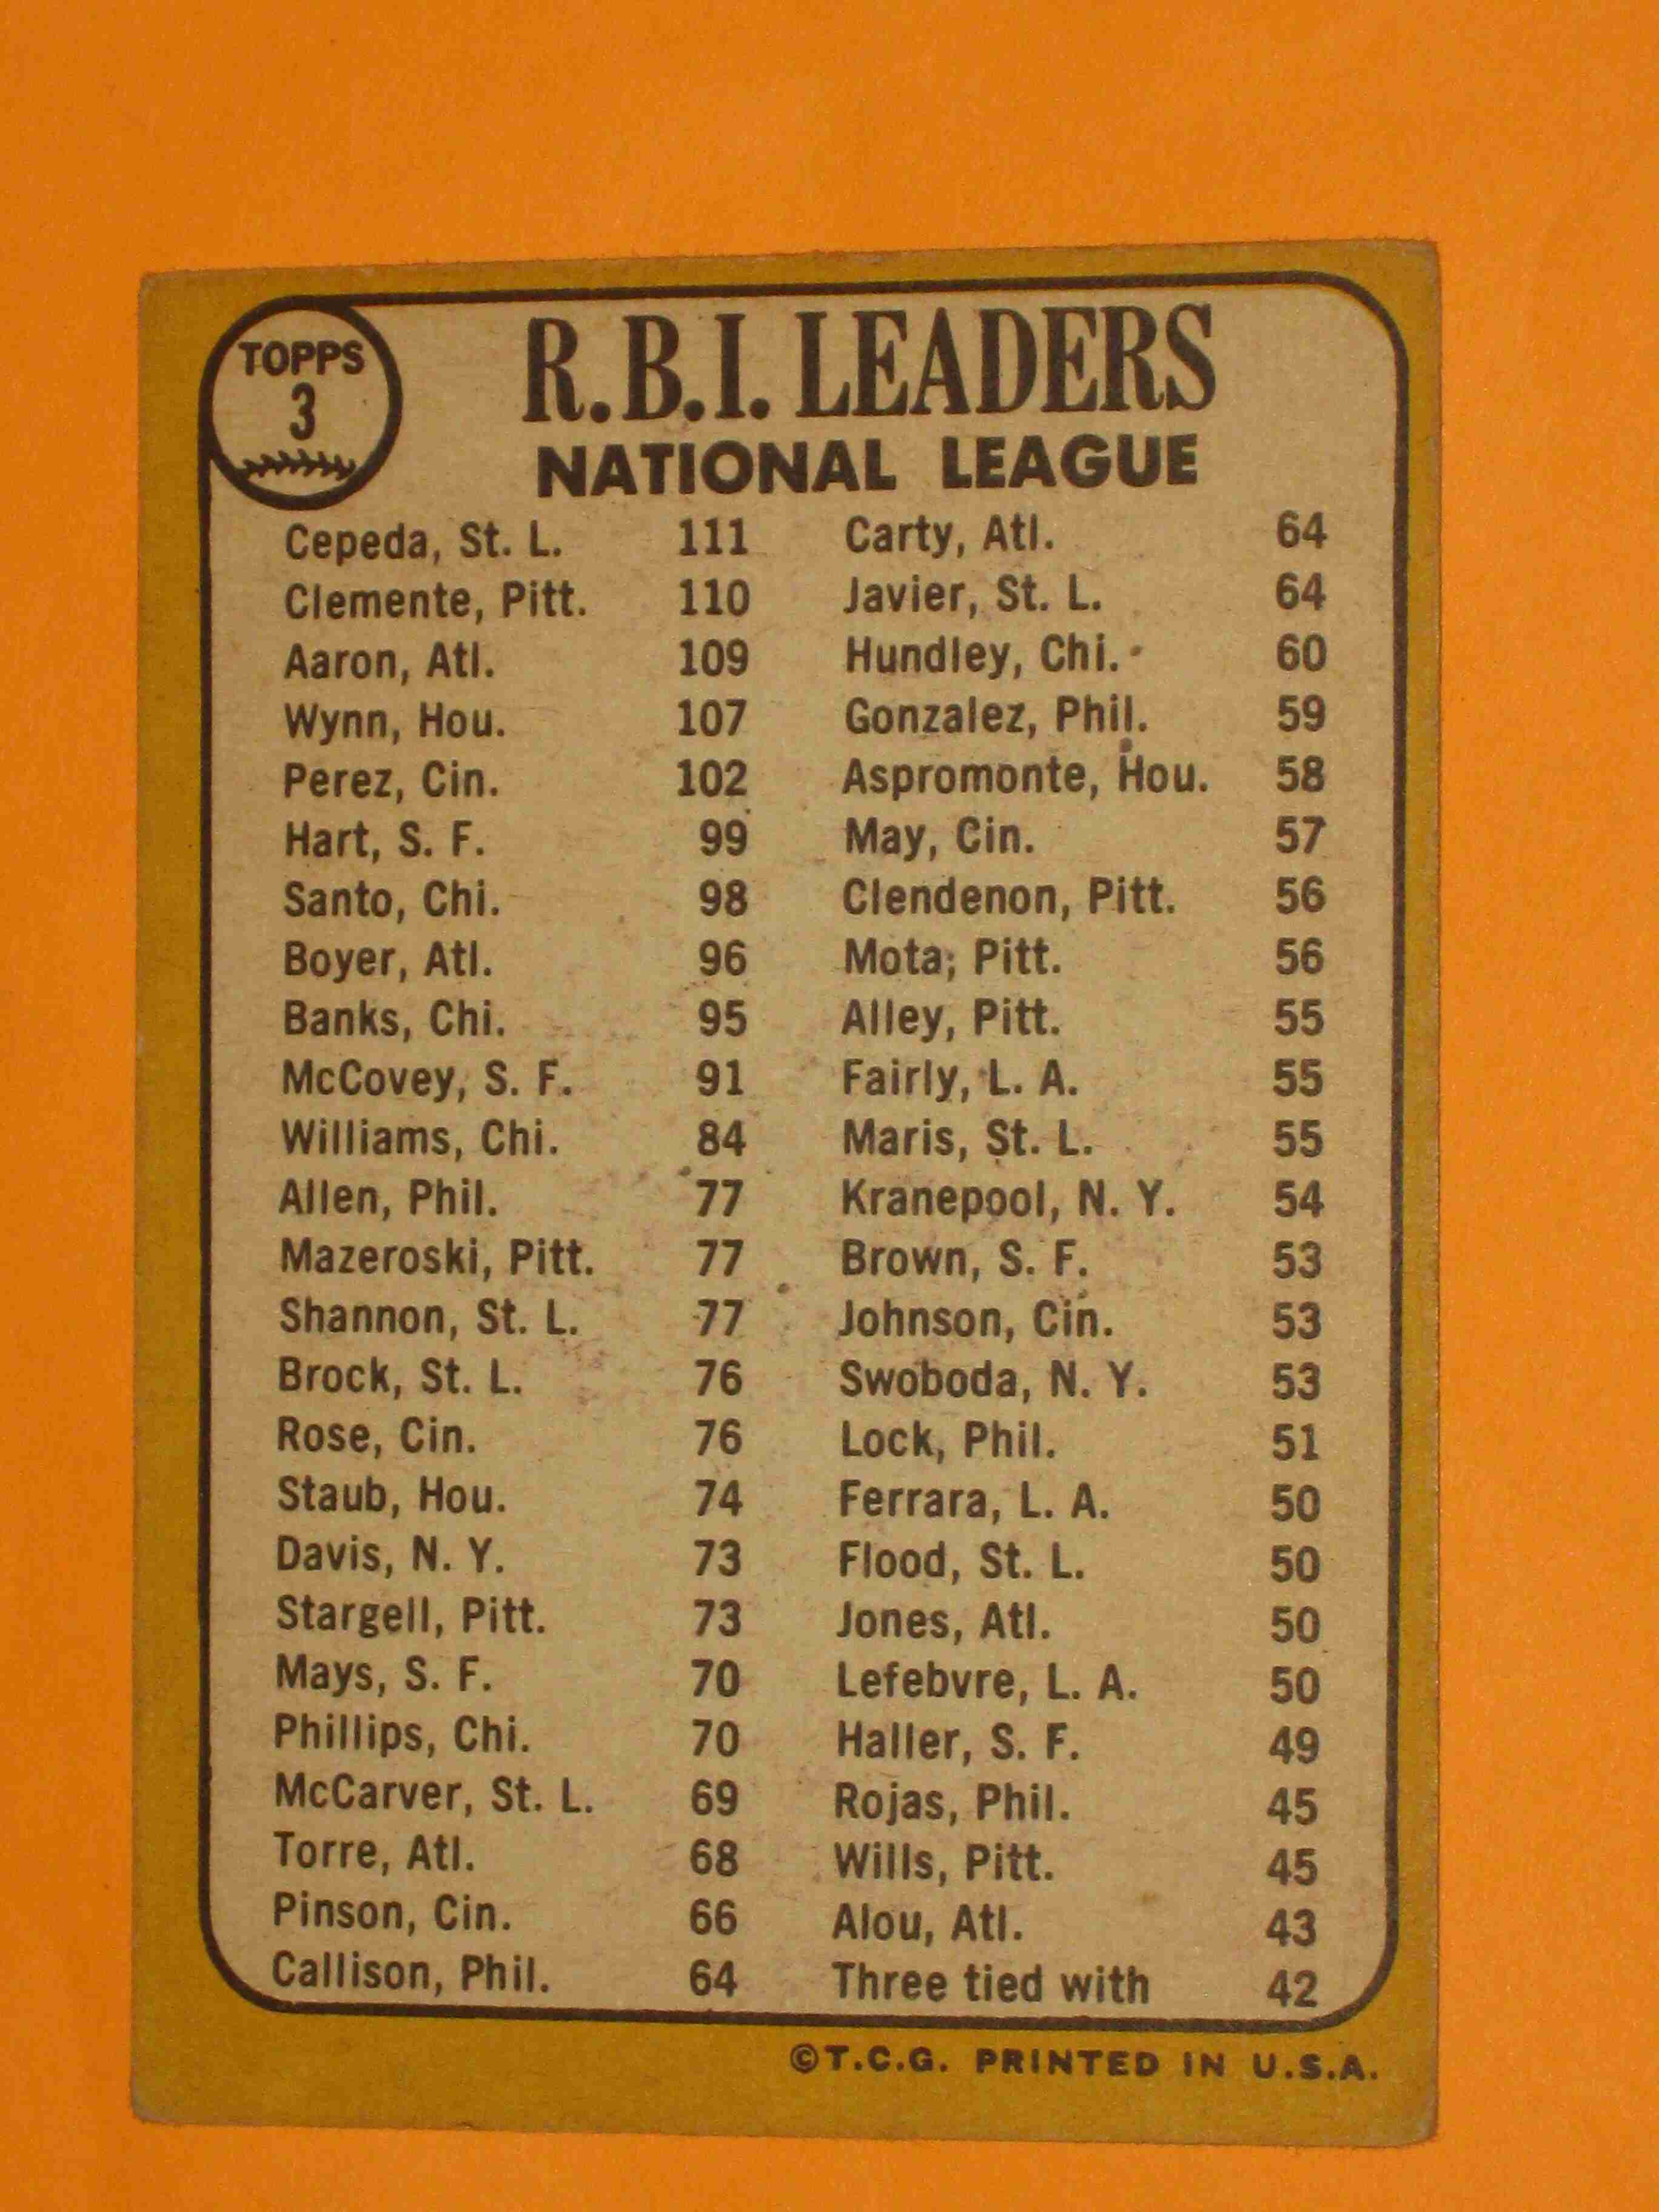 TOPPS
3
R.B.I. LEADERS
NATIONAL LEAGUE
Cepeda, St. L. 111
Clemente, Pitt. 110
Aaron, Atl. 109
Wynn, Hou. 107
Perez, Cin. 102
Hart, S. F. 99
Santo, Chi. 98
Boyer, Atl. 96
Banks, Chi. 95
McCovey, S. F. 91
Williams, Chi. 84
Allen, Phil. 77
Mazeroski, Pitt. 77
Shannon, St. L. 77
Brock, St. L. 76
Rose, Cin. 76
Staub, Hou. 74
Davis, N. Y. 73
Stargell, Pitt. 73
Mays, S. F. 70
Phillips, Chi. 70
McCarver, St. L. 69
Torre, Atl. 68
Pinson, Cin. 66
Callison, Phil. 64
Carty, Atl. 64
Javier, St. L. 64
Hundley, Chi. 60
Gonzalez, Phil. 59
Aspromonte, Hou. 58
May, Cin. 57
Clendenon, Pitt. 56
Mota, Pitt. 56
Alley, Pitt. 55
Fairly, L. A. 55
Maris, St. L. 55
Kranepool, N. Y. 54
Brown, S. F. 53
Johnson, Cin. 53
Swoboda, N. Y. 53
Lock, Phil. 51
Ferrara, L. A. 50
Flood, St. L. 50
Jones, Atl. 50
Lefebvre, L. A. 50
Haller, S. F. 49
Rojas, Phil. 45
Wills, Pitt. 45
Alou, Atl. 43
Three tied with 42
©T.C.G. PRINTED IN U.S.A.